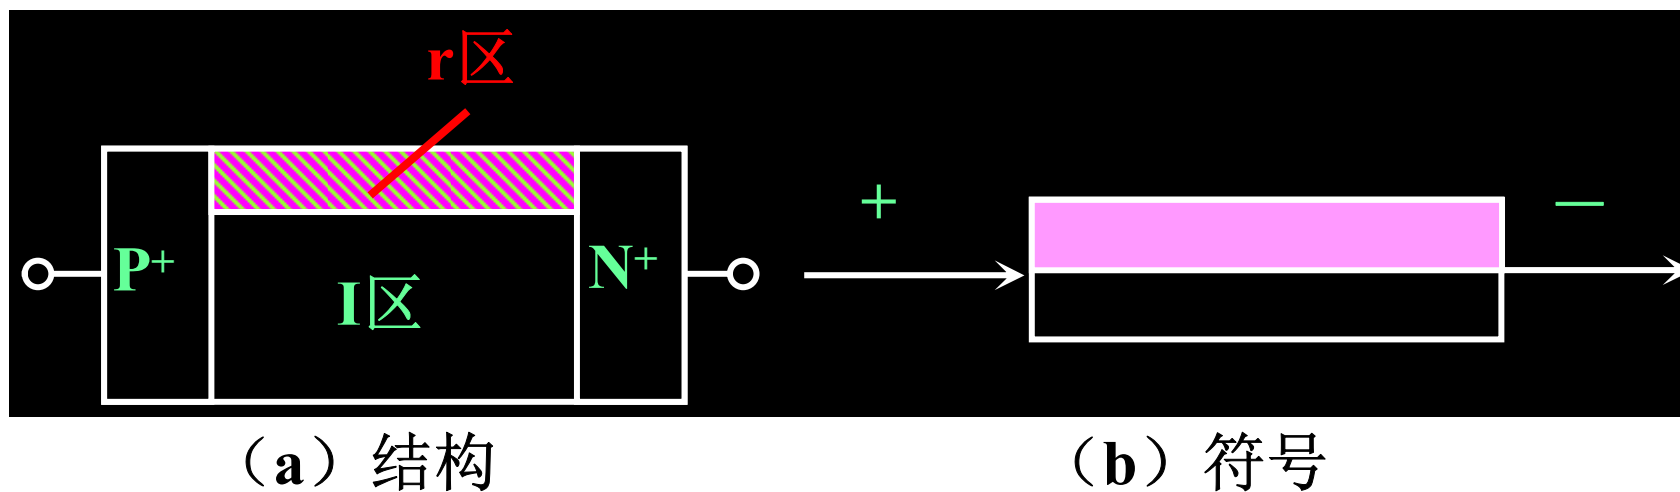 r区
P⁺
I区
N⁺
+
—
（a）结构
（b）符号